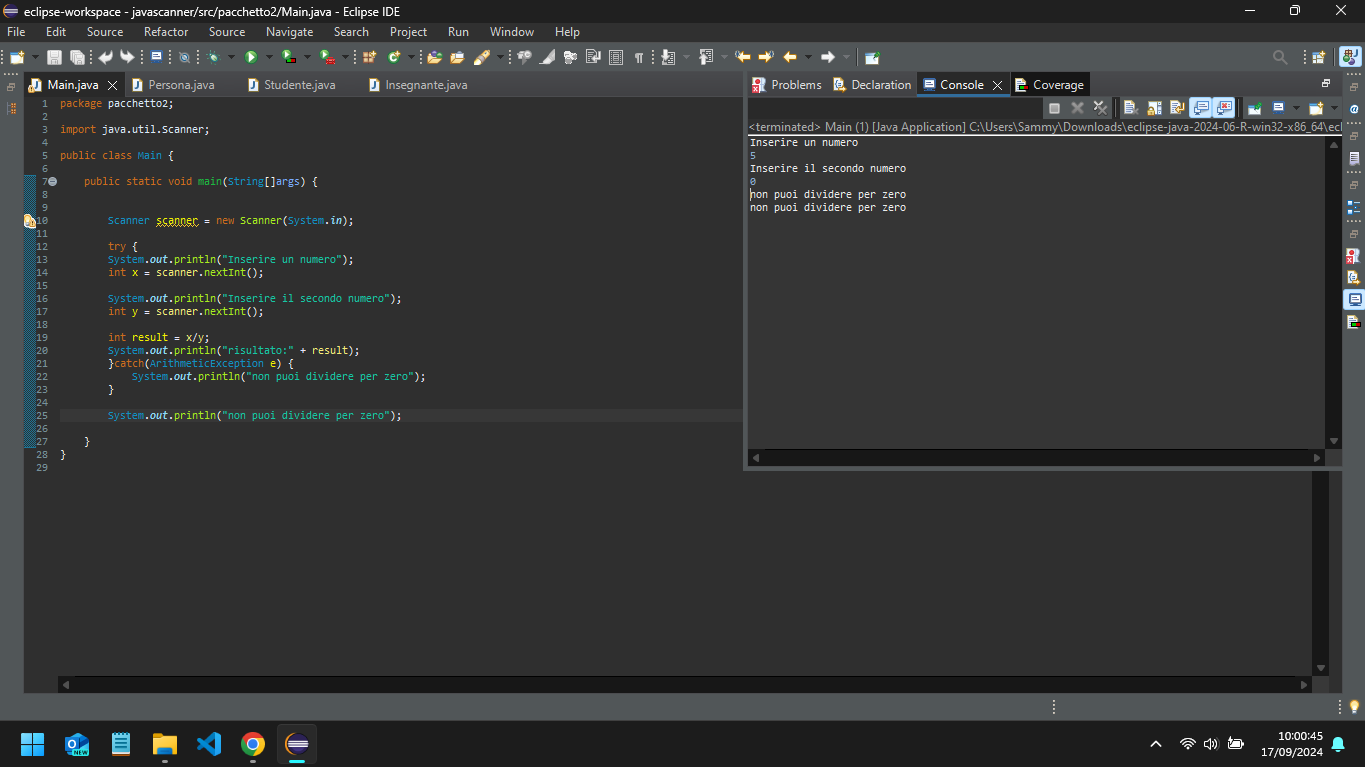 eclipse-workspace - javascanner/src/pacchetto2/Main.java - Eclipse IDE
File Edit Source Refactor Source Navigate Search Project Run Window Help
Main.java Persona.java Studente.java Insegnante.java
1 package pacchetto2;
2
3 import java.util.Scanner;
4
5 public class Main {
6
7 public static void main(String[]args) {
8
9
10 Scanner scanner = new Scanner(System.in);
11
12 try {
13 System.out.println("Inserire un numero");
14 int x = scanner.nextInt();
15
16 System.out.println("Inserire il secondo numero");
17 int y = scanner.nextInt();
18
19 int result = x/y;
20 System.out.println("risultato:" + result);
21 }catch(ArithmeticException e) {
22 System.out.println("non puoi dividere per zero");
23 }
24
25 System.out.println("non puoi dividere per zero");
26
27 }
28 }
29
Problems Declaration Console Coverage
<terminated> Main (1) [Java Application] C:\Users\Sammy\Downloads\eclipse-java-2024-06-R-win32-x86_64\ecl
Inserire un numero
5
Inserire il secondo numero
0
non puoi dividere per zero
non puoi dividere per zero
NEW
10:00:45
17/09/2024